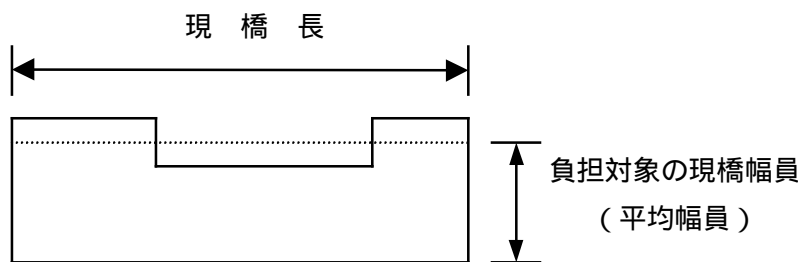 現　橋　長
負担対象の現橋幅員
（平均幅員）